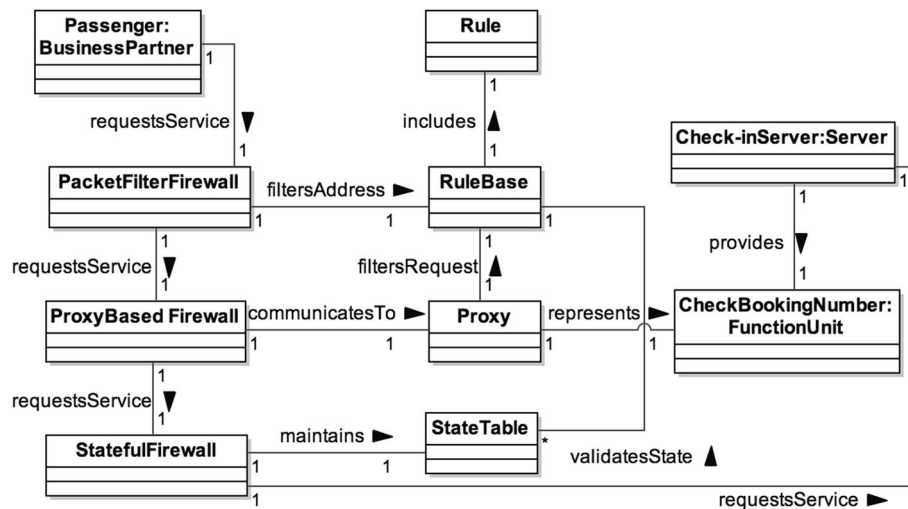 Passenger:
BusinessPartner
1
requestsService ▼
1
Rule
1
includes ▲
1
Check-inServer:Server
1
1
provides ▼
1
PacketFilterFirewall
1
filtersAddress ►
1
RuleBase
1
1
requestsService ▼
1
1
filtersRequest ▲
1
ProxyBased Firewall
1
communicatesTo ►
1
Proxy
1
represents ►
1
CheckBookingNumber:
FunctionUnit
1
requestsService ▼
1
StatefulFirewall
1
maintains ►
1
StateTable
*
validatesState ▲
1
requestsService ►